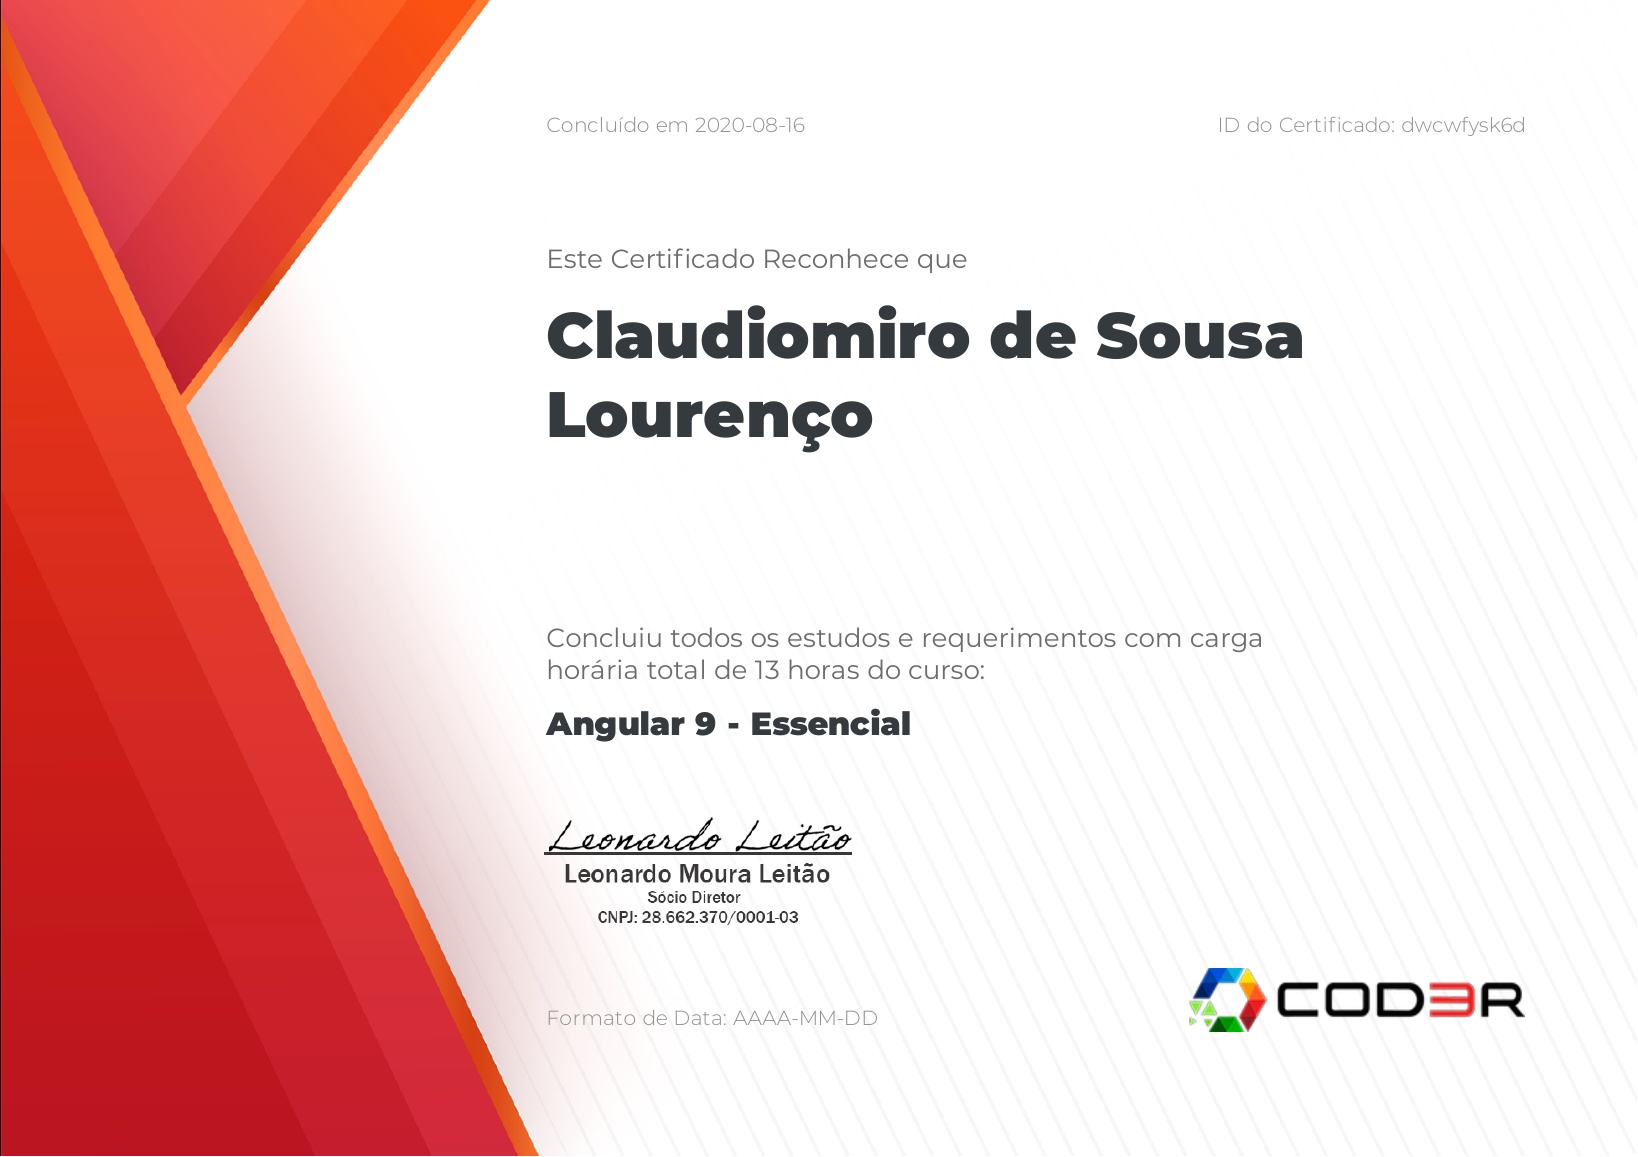 Concluído em 2020-08-16
ID do Certificado: dwcwfysk6d
Este Certificado Reconhece que
Claudiomiro de Sousa
Lourenço
Concluiu todos os estudos e requerimentos com carga
horária total de 13 horas do curso:
Angular 9 - Essencial
Leonardo Leitão
Leonardo Moura Leitão
Sócio Diretor
CNPJ: 28.662.370/0001-03
Formato de Data: AAAA-MM-DD
COD3R